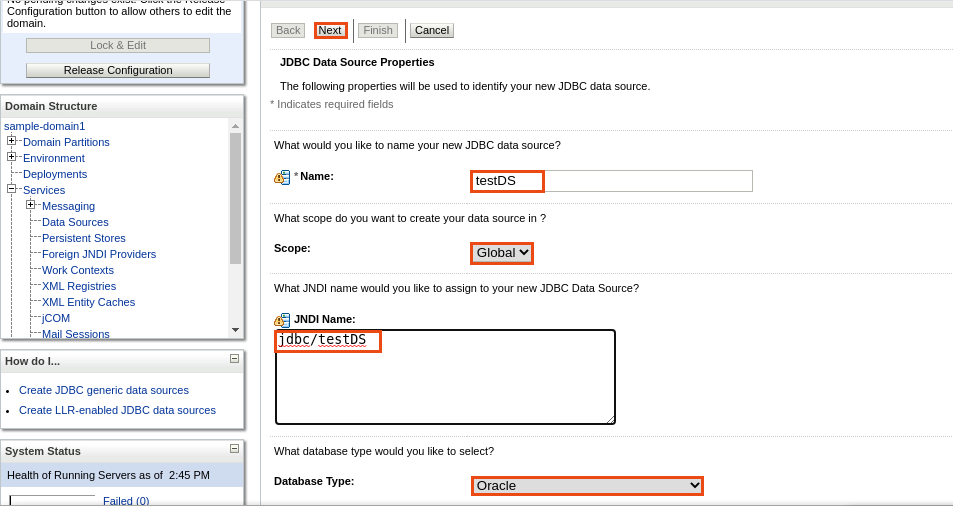 No pending changes exist. Click the Release
Configuration button to allow others to edit the
domain.
Lock & Edit
Release Configuration
Domain Structure
sample-domain1
Domain Partitions
Environment
Deployments
Services
Messaging
Data Sources
Persistent Stores
Foreign JNDI Providers
Work Contexts
XML Registries
XML Entity Caches
jCOM
Mail Sessions
How do I...
• Create JDBC generic data sources
• Create LLR-enabled JDBC data sources
System Status
Health of Running Servers as of 2:45 PM
Failed (0)
Back Next Finish Cancel
JDBC Data Source Properties
The following properties will be used to identify your new JDBC data source.
* Indicates required fields
What would you like to name your new JDBC data source?
* Name: testDS
What scope do you want to create your data source in ?
Scope: Global
What JNDI name would you like to assign to your new JDBC Data Source?
JNDI Name:
jdbc/testDS
What database type would you like to select?
Database Type: Oracle